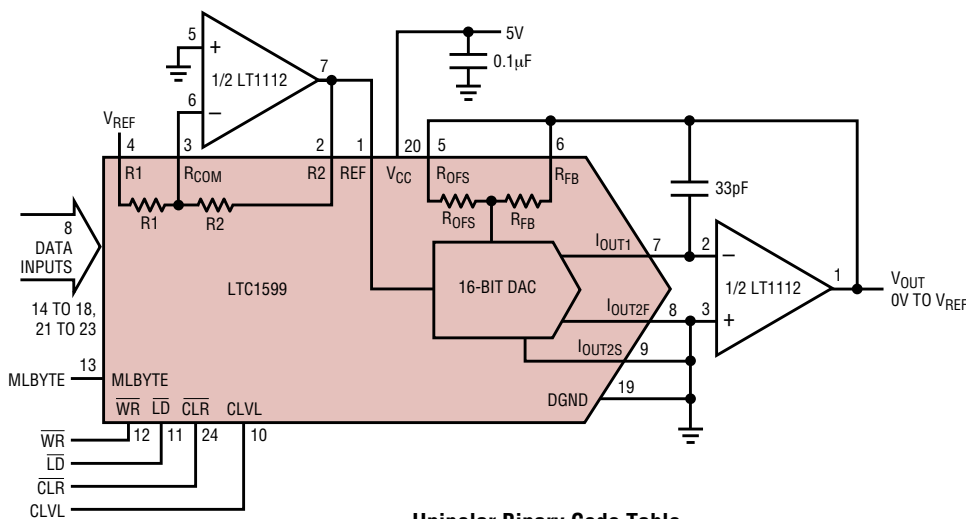 5
+
1/2 LT1112
7
6
–
5V
0.1µF
VREF
4
3
2
1
20
5
6
R1
RCOM
R2
REF
VCC
ROFS
RFB
R1
R2
ROFS
RFB
33pF
8
DATA
INPUTS
14 TO 18,
21 TO 23
LTC1599
16-BIT DAC
IOUT1
7
2
–
1/2 LT1112
1
VOUT
0V TO VREF
IOUT2F
8
3
+
IOUT2S
9
13
MLBYTE
MLBYTE
DGND
19
WR
LD
CLR
CLVL
12
11
24
10
WR
LD
CLR
CLVL
Unipolar Binary Code Table